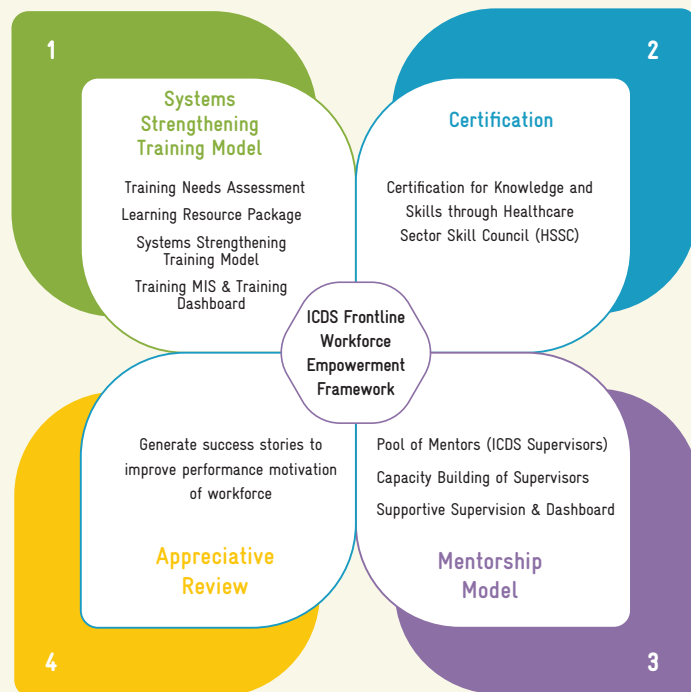 1
Systems
Strengthening
Training Model
Training Needs Assessment
Learning Resource Package
Systems Strengthening
Training Model
Training MIS & Training
Dashboard
2
Certification
Certification for Knowledge and
Skills through Healthcare
Sector Skill Council (HSSC)
ICDS Frontline
Workforce
Empowerment
Framework
Pool of Mentors (ICDS Supervisors)
Capacity Building of Supervisors
Supportive Supervision & Dashboard
Mentorship
Model
3
Generate success stories to
improve performance motivation
of workforce
Appreciative
Review
4